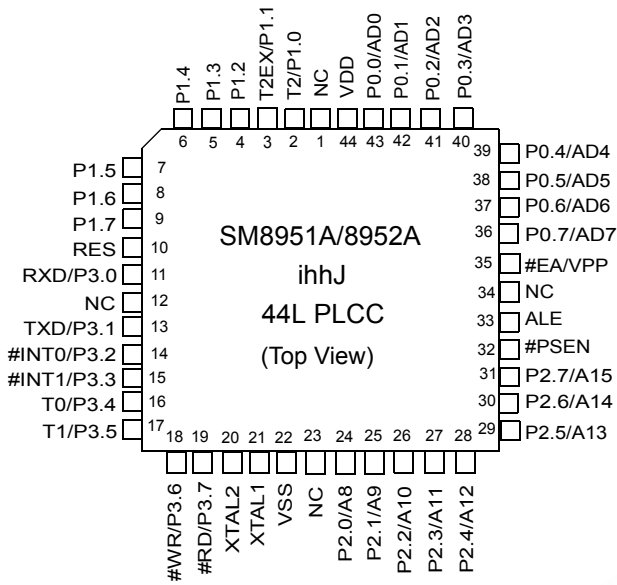 P1.4
P1.3
P1.2
T2EX/P1.1
T2/P1.0
NC
VDD
P0.0/AD0
P0.1/AD1
P0.2/AD2
P0.3/AD3
6
5
4
3
2
1
44
43
42
41
40
P1.5
7
P1.6
8
P1.7
9
RES
10
RXD/P3.0
11
NC
12
TXD/P3.1
13
#INT0/P3.2
14
#INT1/P3.3
15
T0/P3.4
16
T1/P3.5
17
SM8951A/8952A
ihhJ
44L PLCC
(Top View)
39
P0.4/AD4
38
P0.5/AD5
37
P0.6/AD6
36
P0.7/AD7
35
#EA/VPP
34
NC
33
ALE
32
#PSEN
31
P2.7/A15
30
P2.6/A14
29
P2.5/A13
18
19
20
21
22
23
24
25
26
27
28
#WR/P3.6
#RD/P3.7
XTAL2
XTAL1
VSS
NC
P2.0/A8
P2.1/A9
P2.2/A10
P2.3/A11
P2.4/A12